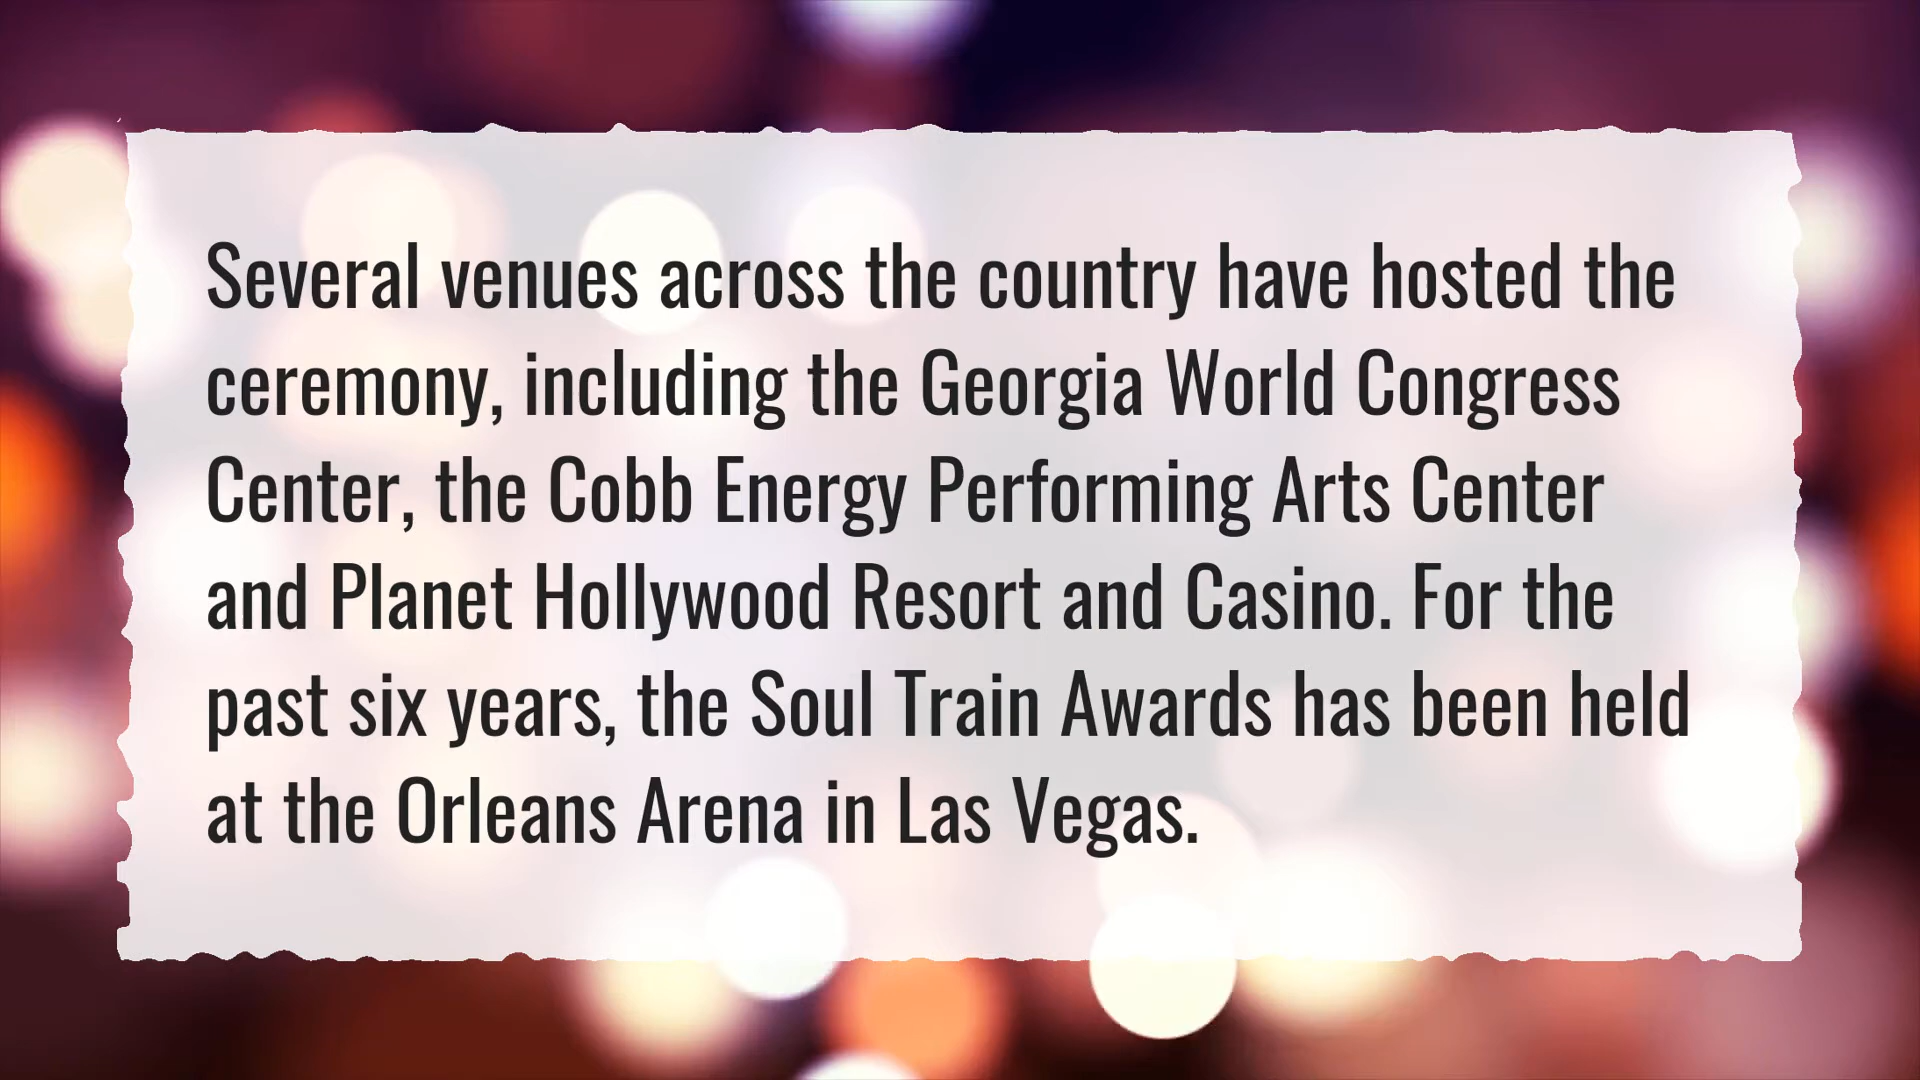 Several venues across the country have hosted the
ceremony, including the Georgia World Congress
Center, the Cobb Energy Performing Arts Center
and Planet Hollywood Resort and Casino. For the
past six years, the Soul Train Awards has been held
at the Orleans Arena in Las Vegas.